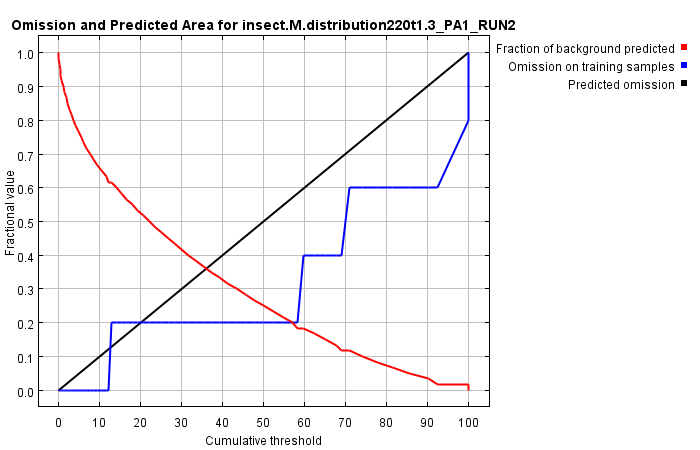 Omission and Predicted Area for insect.M.distribution220t1.3_PA1_RUN2
Fraction of background predicted
Omission on training samples
Predicted omission
Fractional value
1.0
0.9
0.8
0.7
0.6
0.5
0.4
0.3
0.2
0.1
0.0
0 10 20 30 40 50 60 70 80 90 100
Cumulative threshold